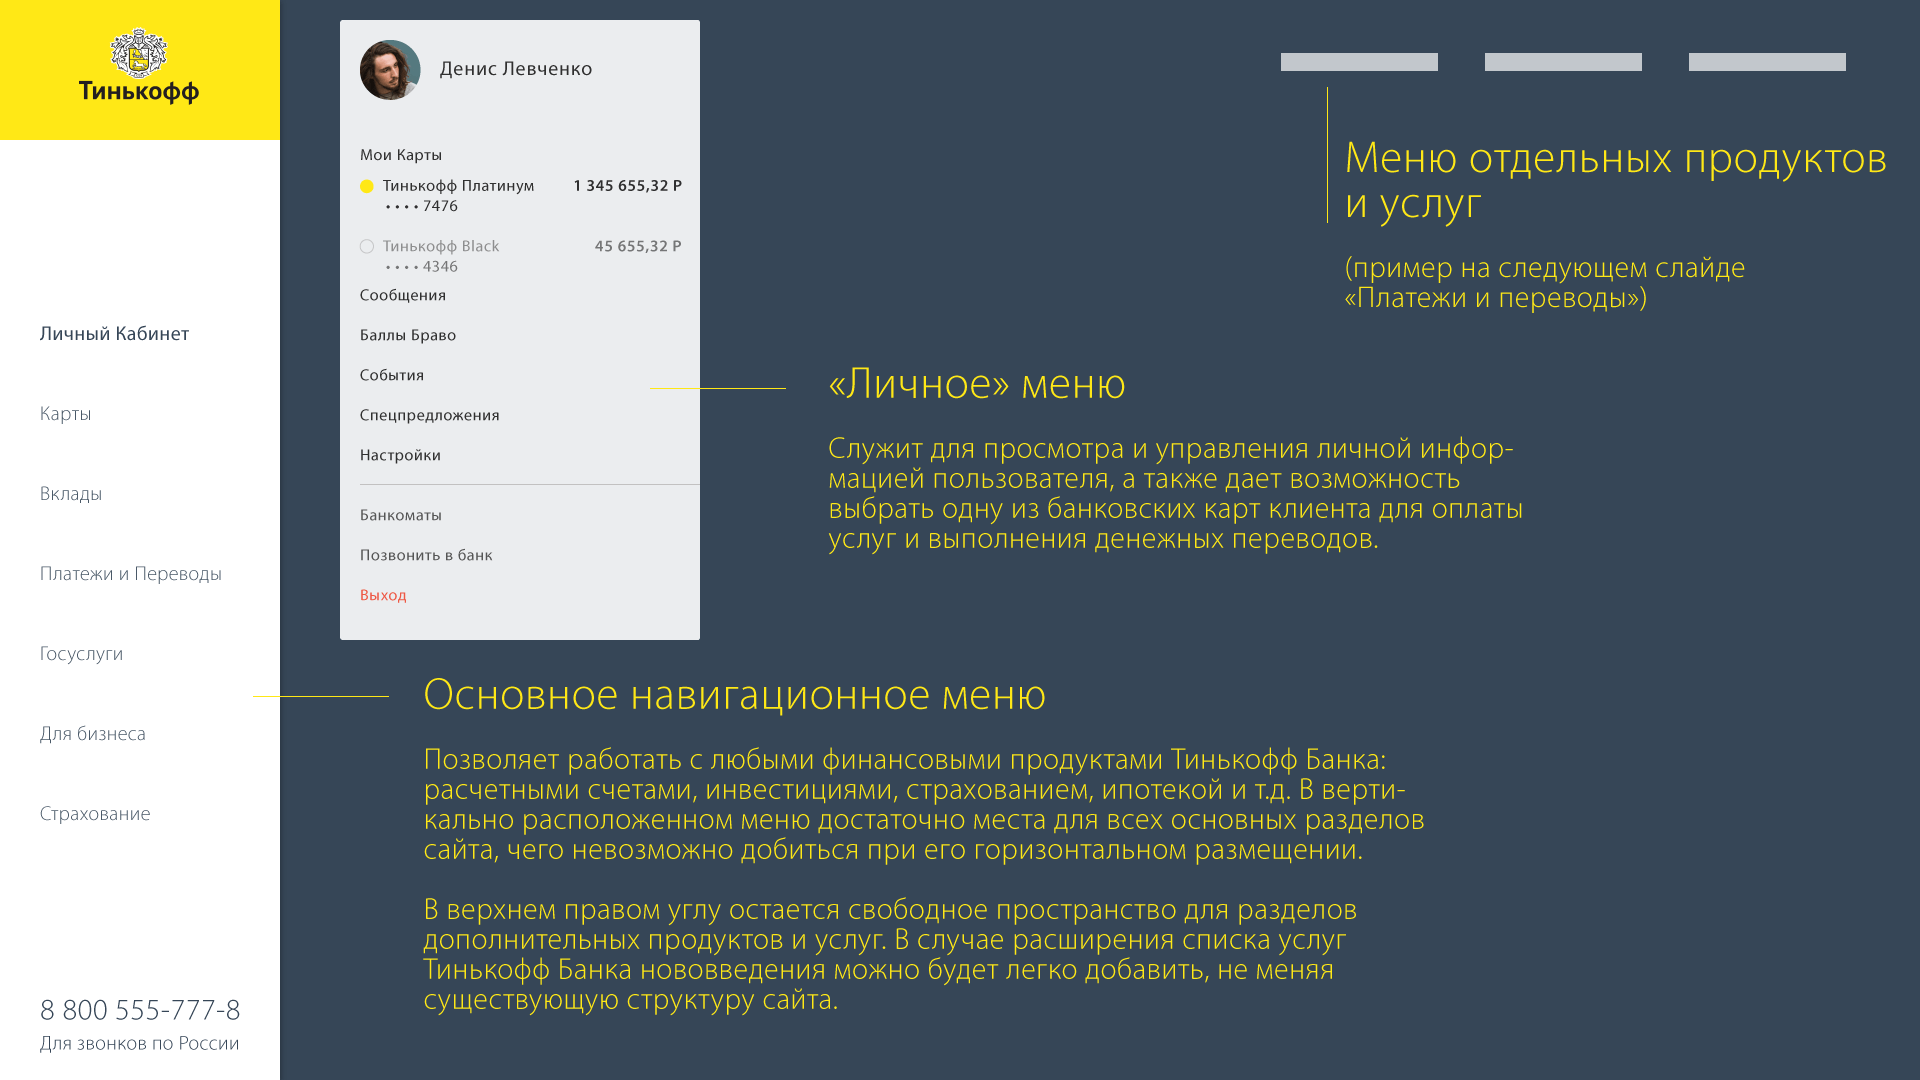 Тинькофф
Личный Кабинет
Карты
Вклады
Платежи и Переводы
Госуслуги
Для бизнеса
Страхование
8 800 555-777-8
Для звонков по России
Денис Левченко
Мои Карты
Тинькофф Платинум 1 345 655,32 Р
• • • • 7476
Тинькофф Black 45 655,32 Р
• • • • 4346
Сообщения
Баллы Браво
События
Спецпредложения
Настройки
Банкоматы
Позвонить в банк
Выход
Меню отдельных продуктов
и услуг
(пример на следующем слайде
«Платежи и переводы»)
«Личное» меню
Служит для просмотра и управления личной инфор-
мацией пользователя, а также дает возможность
выбрать одну из банковских карт клиента для оплаты
услуг и выполнения денежных переводов.
Основное навигационное меню
Позволяет работать с любыми финансовыми продуктами Тинькофф Банка:
расчетными счетами, инвестициями, страхованием, ипотекой и т.д. В верти-
кально расположенном меню достаточно места для всех основных разделов
сайта, чего невозможно добиться при его горизонтальном размещении.
В верхнем правом углу остается свободное пространство для разделов
дополнительных продуктов и услуг. В случае расширения списка услуг
Тинькофф Банка нововведения можно будет легко добавить, не меняя
существующую структуру сайта.